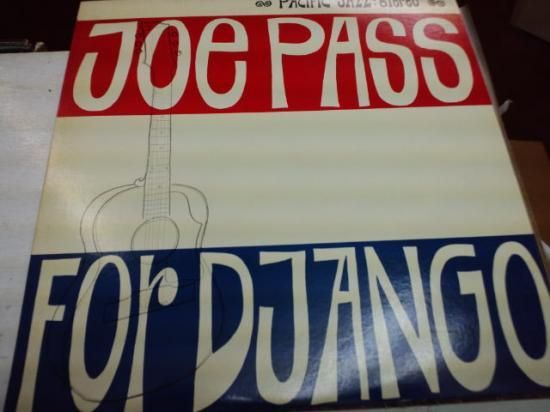 PACIFIC JAZZ: STEREO
JOE PASS
FOR DJANGO